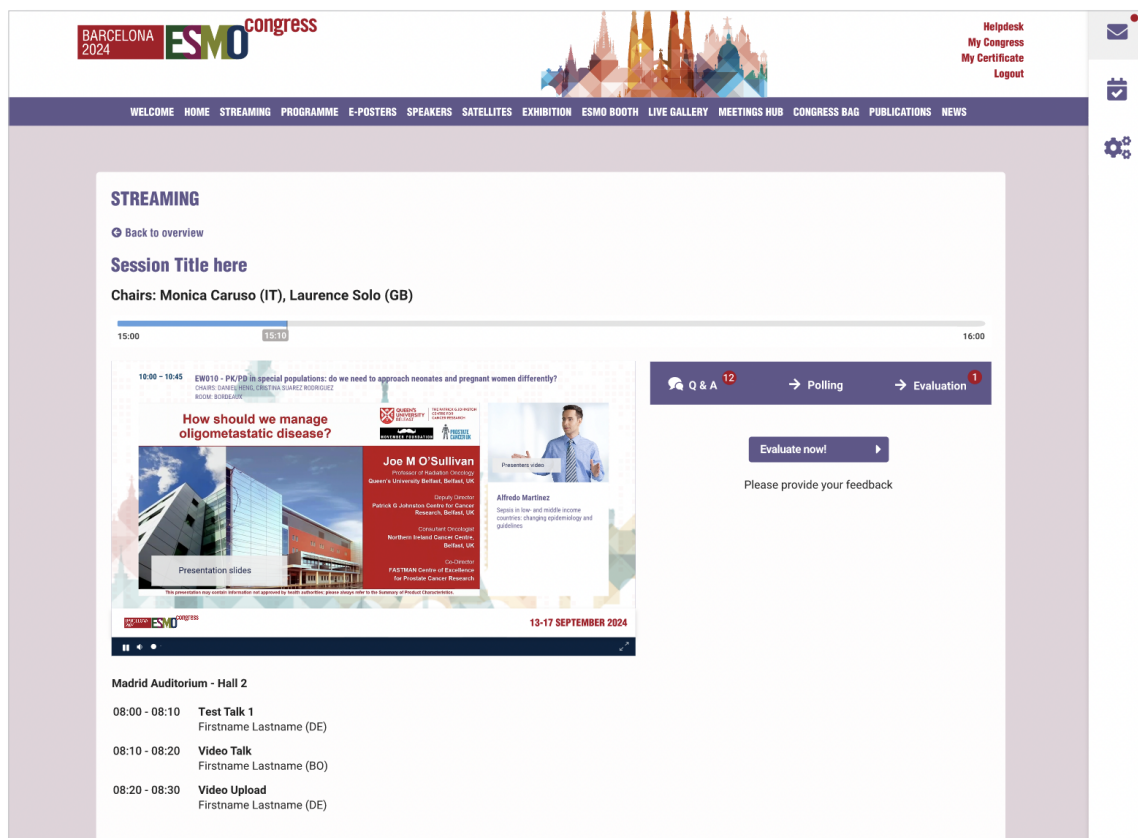 BARCELONA
2024
ESMO congress
Helpdesk
My Congress
My Certificate
Logout
WELCOME HOME STREAMING PROGRAMME E-POSTERS SPEAKERS SATELLITES EXHIBITION ESMO BOOTH LIVE GALLERY MEETINGS HUB CONGRESS BAG PUBLICATIONS NEWS
STREAMING
Back to overview
Session Title here
Chairs: Monica Caruso (IT), Laurence Solo (GB)
15:00 15:10 16:00
10:00 – 10:45 EW010 - PK/PD in special populations: do we need to approach neonates and pregnant women differently?
CHAIRS: DANIEL HENG, CRISTINA SUAREZ RODRIGUEZ
ROOM: BORDEAUX
How should we manage
oligometastatic disease?
QUEEN'S
UNIVERSITY
BELFAST
THE PATRICK G JOHNSTON
CENTRE FOR
CANCER RESEARCH
MOVEMBER FOUNDATION
PROSTATE
CANCER UK
Joe M O'Sullivan
Professor of Radiation Oncology
Queen's University Belfast, Belfast, UK
Deputy Director
Patrick G Johnston Centre for Cancer
Research, Belfast, UK
Consultant Oncologist
Northern Ireland Cancer Centre,
Belfast, UK
Co-Director
FASTMAN Centre of Excellence
for Prostate Cancer Research
Presentation slides
This presentation may contain information not approved by health authorities; please always refer to the Summary of Product Characteristics.
Presenters video
Alfredo Martinez
Sepsis in low- and middle income
countries: changing epidemiology and
guidelines
ESMO congress
13-17 SEPTEMBER 2024
Q & A 12 Polling Evaluation 1
Evaluate now!
Please provide your feedback
Madrid Auditorium - Hall 2
08:00 - 08:10 Test Talk 1
Firstname Lastname (DE)
08:10 - 08:20 Video Talk
Firstname Lastname (BO)
08:20 - 08:30 Video Upload
Firstname Lastname (DE)